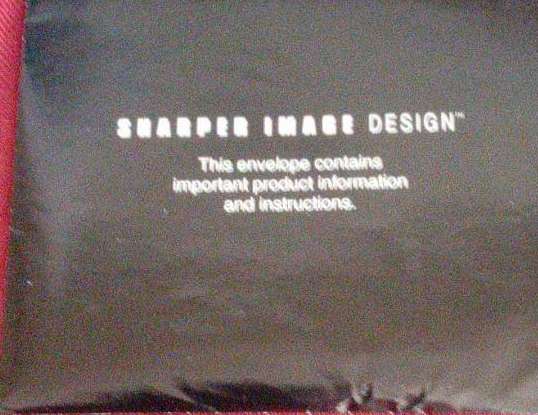 SHARPER IMAGE DESIGN™
This envelope contains
important product information
and instructions.